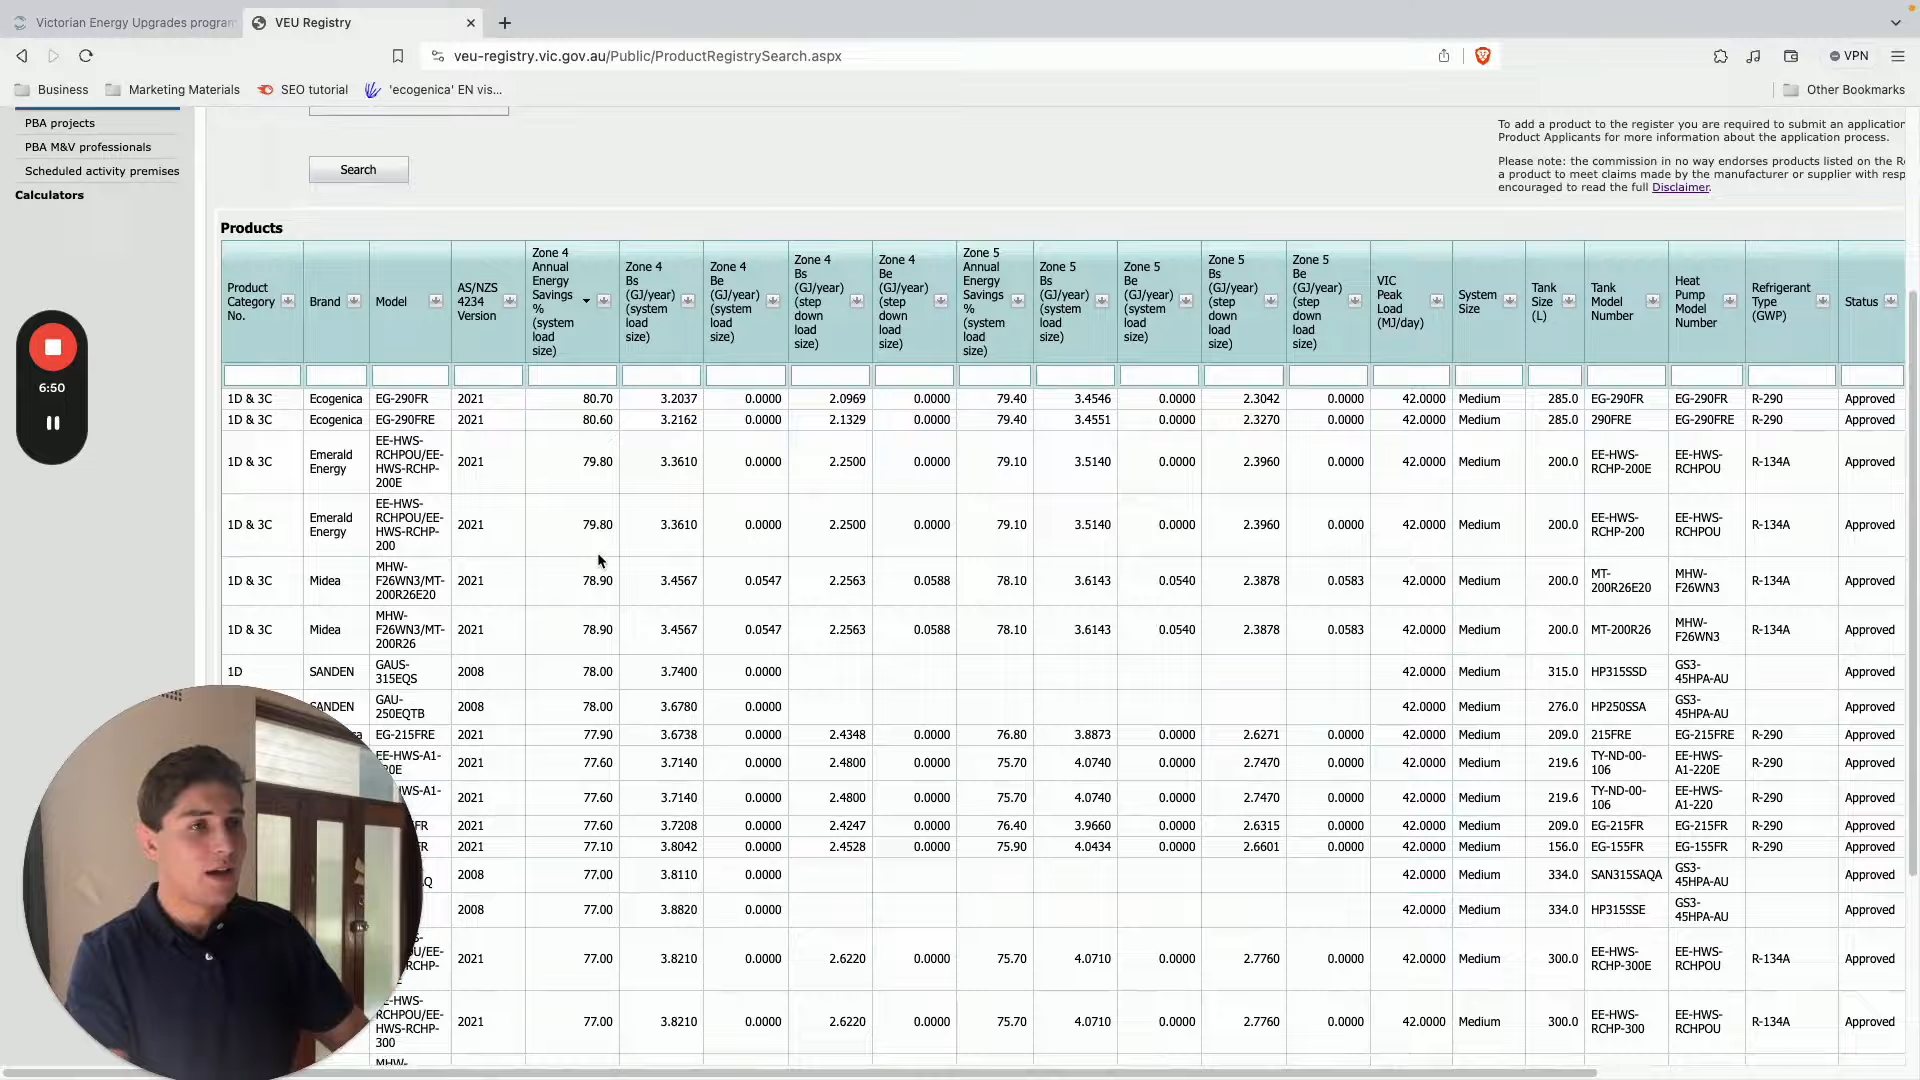 Victorian Energy Upgrades program
VEU Registry
veu-registry.vic.gov.au/Public/ProductRegistrySearch.aspx
VPN
Business
Marketing Materials
SEO tutorial
'ecogenica' EN vis...
Other Bookmarks
PBA projects
PBA M&V professionals
Scheduled activity premises
Calculators
Search
To add a product to the register you are required to submit an application
Product Applicants for more information about the application process.
Please note: the commission in no way endorses products listed on the
a product to meet claims made by the manufacturer or supplier with resp
encouraged to read the full Disclaimer.
6:50
Products
Product Category No. Brand Model AS/NZS 4234 Version Zone 4 Annual Energy Savings % (system load size) Zone 4 Bs (GJ/year) (system load size) Zone 4 Be (GJ/year) (system load size) Zone 4 Bs (GJ/year) (step down load size) Zone 4 Be (GJ/year) (step down load size) Zone 5 Annual Energy Savings % (system load size) Zone 5 Bs (GJ/year) (system load size) Zone 5 Be (GJ/year) (system load size) Zone 5 Bs (GJ/year) (step down load size) Zone 5 Be (GJ/year) (step down load size) VIC Peak Load (MJ/day) System Size Tank Size (L) Tank Model Number Heat Pump Model Number Refrigerant Type (GWP) Status
1D & 3C Ecogenica EG-290FR 2021 80.70 3.2037 0.0000 2.0969 0.0000 79.40 3.4546 0.0000 2.3042 0.0000 42.0000 Medium 285.0 EG-290FR EG-290FR R-290 Approved
1D & 3C Ecogenica EG-290FRE 2021 80.60 3.2162 0.0000 2.1329 0.0000 79.40 3.4551 0.0000 2.3270 0.0000 42.0000 Medium 285.0 290FRE EG-290FRE R-290 Approved
1D & 3C Emerald Energy EE-HWS-RCHPOU/EE-HWS-RCHP-200E 2021 79.80 3.3610 0.0000 2.2500 0.0000 79.10 3.5140 0.0000 2.3960 0.0000 42.0000 Medium 200.0 EE-HWS-RCHP-200E EE-HWS-RCHPOU R-134A Approved
1D & 3C Emerald Energy EE-HWS-RCHPOU/EE-HWS-RCHP-200 2021 79.80 3.3610 0.0000 2.2500 0.0000 79.10 3.5140 0.0000 2.3960 0.0000 42.0000 Medium 200.0 EE-HWS-RCHP-200 EE-HWS-RCHPOU R-134A Approved
1D & 3C Midea MHW-F26WN3/MT-200R26E20 2021 78.90 3.4567 0.0547 2.2563 0.0588 78.10 3.6143 0.0540 2.3878 0.0583 42.0000 Medium 200.0 MT-200R26E20 MHW-F26WN3 R-134A Approved
1D & 3C Midea MHW-F26WN3/MT-200R26 2021 78.90 3.4567 0.0547 2.2563 0.0588 78.10 3.6143 0.0540 2.3878 0.0583 42.0000 Medium 200.0 MT-200R26 MHW-F26WN3 R-134A Approved
1D SANDEN GAUS-315EQS 2008 78.00 3.7400 0.0000 42.0000 Medium 315.0 HP315SSD GS3-45HPA-AU Approved
SANDEN GAU-250EQTB 2008 78.00 3.6780 0.0000 42.0000 Medium 276.0 HP250SSA GS3-45HPA-AU Approved
EG-215FRE 2021 77.90 3.6738 0.0000 2.4348 0.0000 76.80 3.8873 0.0000 2.6271 0.0000 42.0000 Medium 209.0 215FRE EG-215FRE R-290 Approved
EE-HWS-A1-20E 2021 77.60 3.7140 0.0000 2.4800 0.0000 75.70 4.0740 0.0000 2.7470 0.0000 42.0000 Medium 219.6 TY-ND-00-106 EE-HWS-A1-220E R-290 Approved
HWS-A1- 2021 77.60 3.7140 0.0000 2.4800 0.0000 75.70 4.0740 0.0000 2.7470 0.0000 42.0000 Medium 219.6 TY-ND-00-106 EE-HWS-A1-220 R-290 Approved
FR 2021 77.60 3.7208 0.0000 2.4247 0.0000 76.40 3.9660 0.0000 2.6315 0.0000 42.0000 Medium 209.0 EG-215FR EG-215FR R-290 Approved
FR 2021 77.10 3.8042 0.0000 2.4528 0.0000 75.90 4.0434 0.0000 2.6601 0.0000 42.0000 Medium 156.0 EG-155FR EG-155FR R-290 Approved
AQ 2008 77.00 3.8110 0.0000 42.0000 Medium 334.0 SAN315SAQA GS3-45HPA-AU Approved
2008 77.00 3.8820 0.0000 42.0000 Medium 334.0 HP315SSE GS3-45HPA-AU Approved
S-U/EE-RCHP- 2021 77.00 3.8210 0.0000 2.6220 0.0000 75.70 4.0710 0.0000 2.7760 0.0000 42.0000 Medium 300.0 EE-HWS-RCHP-300E EE-HWS-RCHPOU R-134A Approved
E-HWS-RCHPOU/EE-HWS-RCHP-300 2021 77.00 3.8210 0.0000 2.6220 0.0000 75.70 4.0710 0.0000 2.7760 0.0000 42.0000 Medium 300.0 EE-HWS-RCHP-300 EE-HWS-RCHPOU R-134A Approved
MHW-